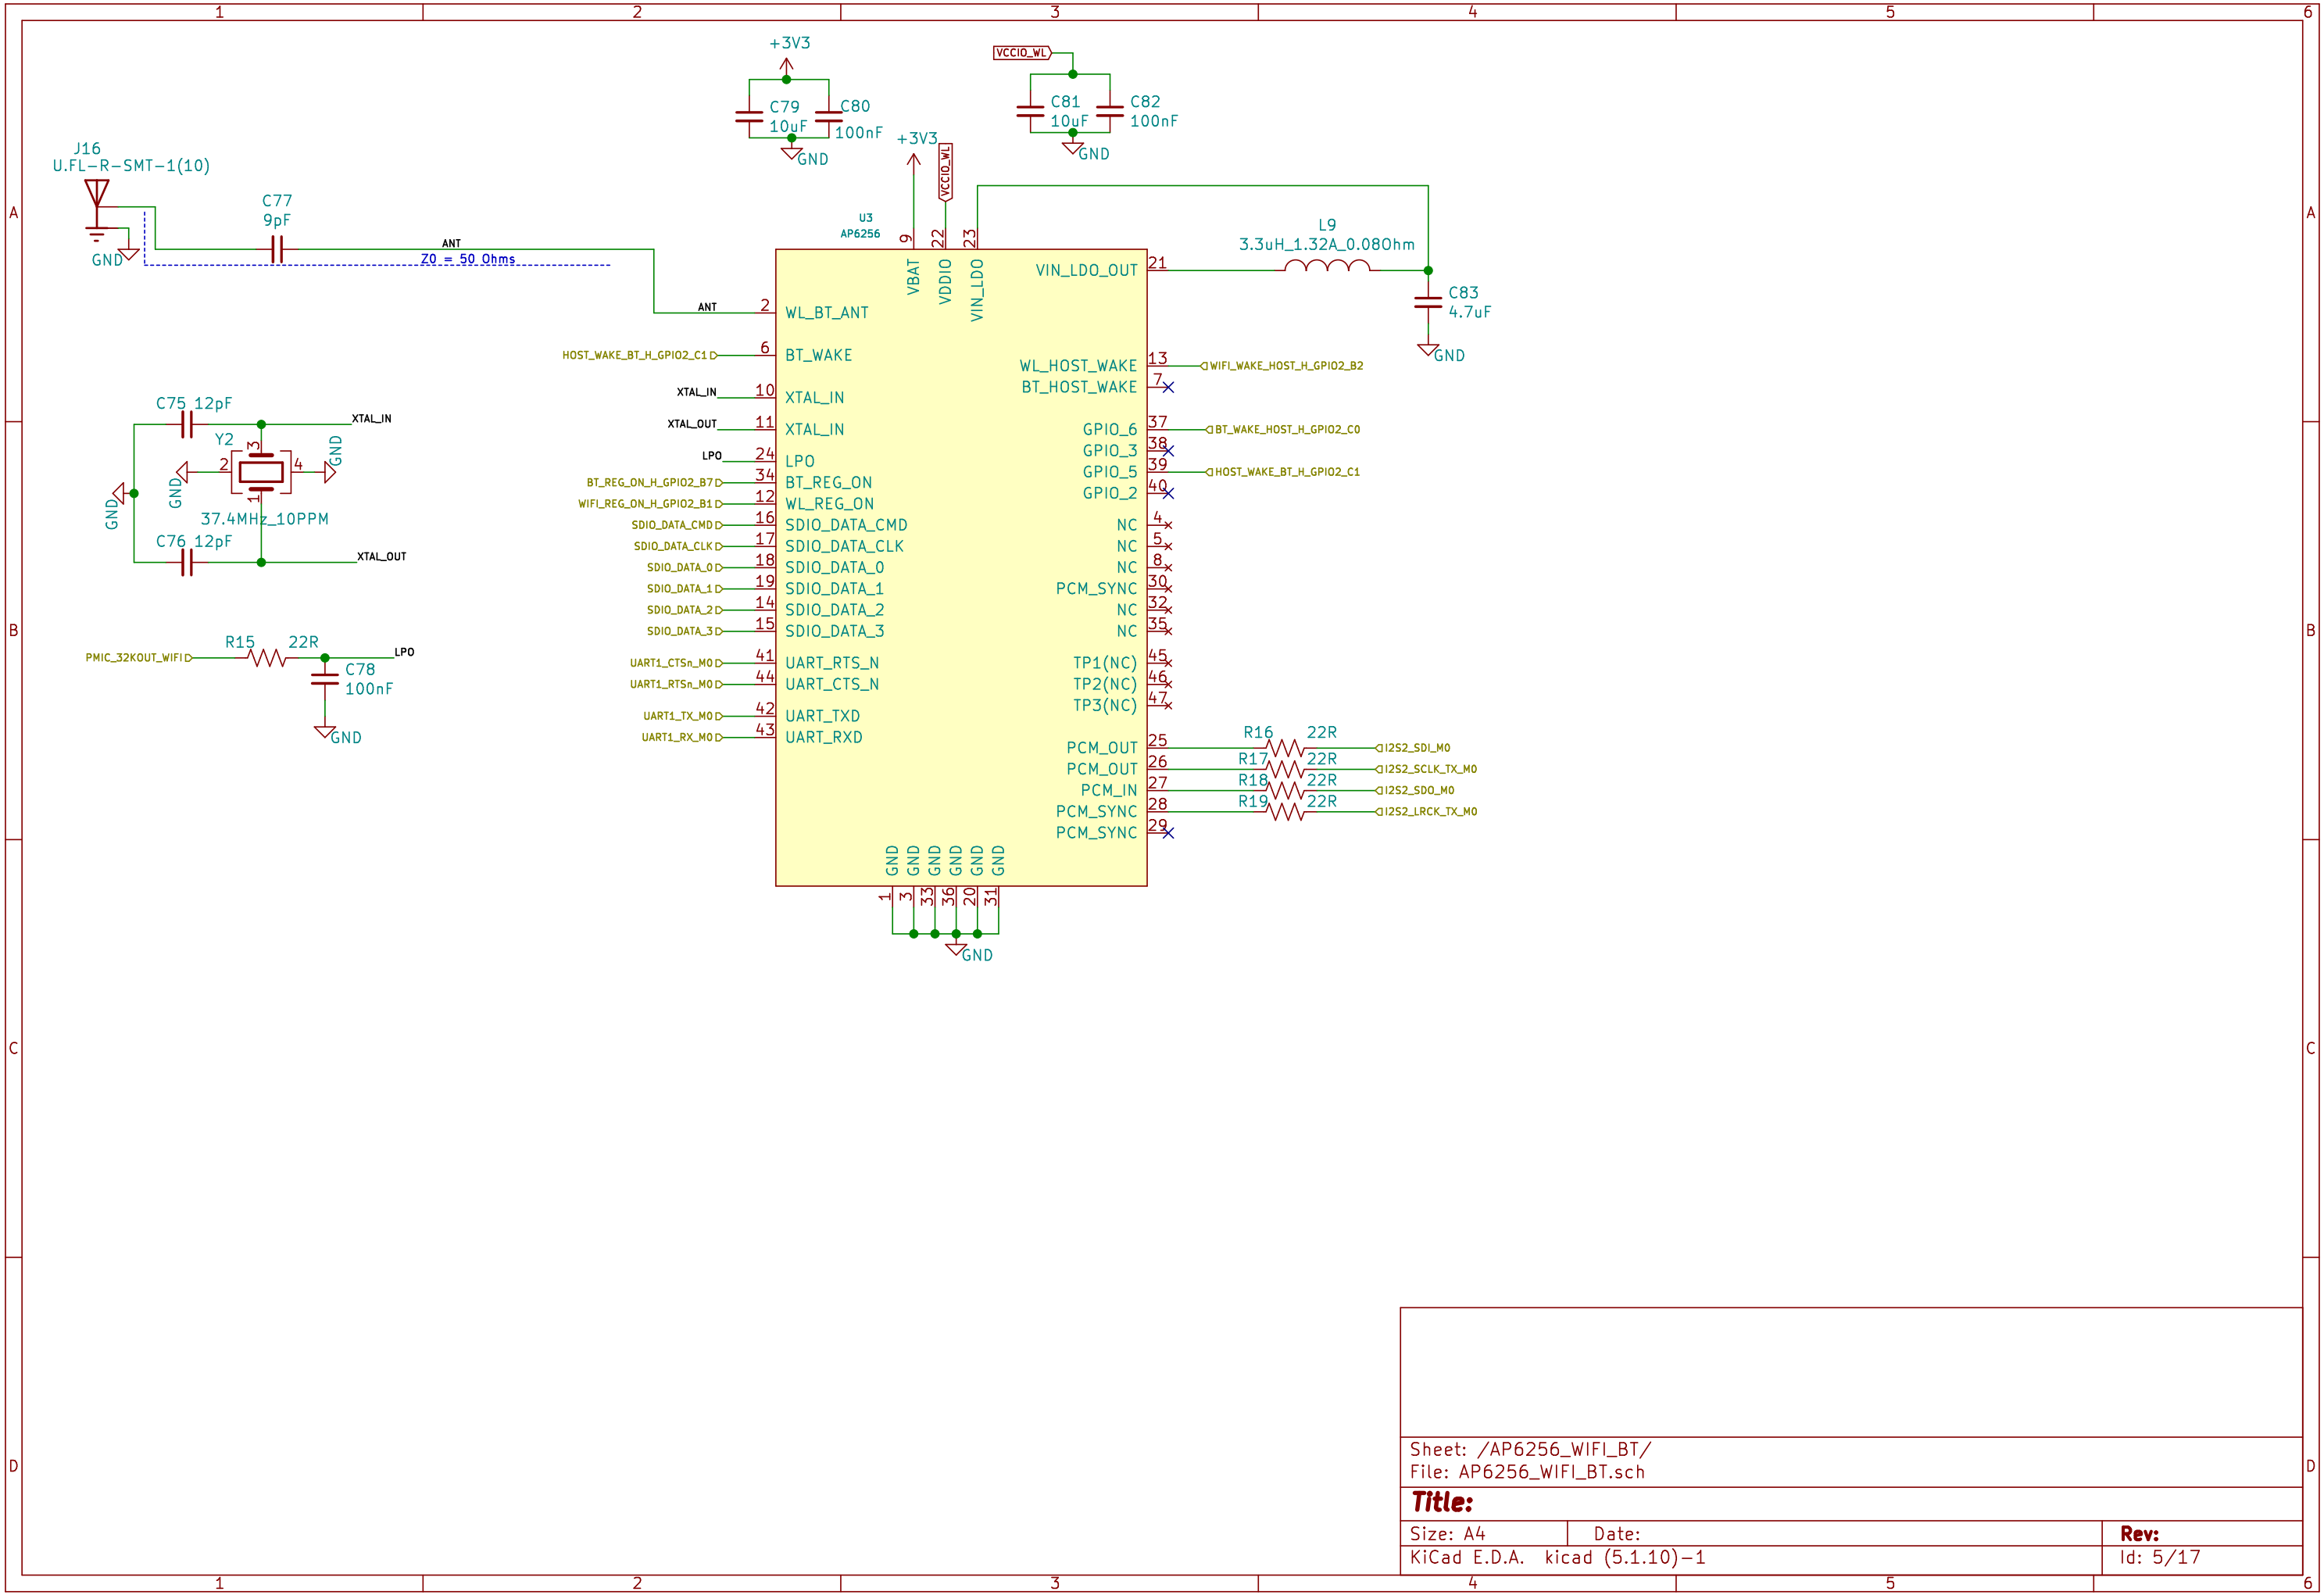 1 2 3 4 5 6
A
B
C
D
A
B
C
D
+3V3
C79
10uF
C80
100nF
GND
VCCIO_WL
C81
10uF
C82
100nF
GND
+3V3
VCCIO_WL
J16
U.FL-R-SMT-1(10)
GND
C77
9pF
ANT
Z0 = 50 Ohms
ANT
U3
AP6256
9
VBAT
22
VDDIO
23
VIN_LDO
21
VIN_LDO_OUT
L9
3.3uH_1.32A_0.08Ohm
C83
4.7uF
GND
2 WL_BT_ANT
HOST_WAKE_BT_H_GPIO2_C1 6 BT_WAKE
XTAL_IN 10 XTAL_IN
XTAL_OUT 11 XTAL_IN
LPO 24 LPO
BT_REG_ON_H_GPIO2_B7 34 BT_REG_ON
WIFI_REG_ON_H_GPIO2_B1 12 WL_REG_ON
SDIO_DATA_CMD 16 SDIO_DATA_CMD
SDIO_DATA_CLK 17 SDIO_DATA_CLK
SDIO_DATA_0 18 SDIO_DATA_0
SDIO_DATA_1 19 SDIO_DATA_1
SDIO_DATA_2 14 SDIO_DATA_2
SDIO_DATA_3 15 SDIO_DATA_3
UART1_CTSn_M0 41 UART_RTS_N
UART1_RTSn_M0 44 UART_CTS_N
UART1_TX_M0 42 UART_TXD
UART1_RX_M0 43 UART_RXD
WL_HOST_WAKE 13 WIFI_WAKE_HOST_H_GPIO2_B2
BT_HOST_WAKE 7
GPIO_6 37 BT_WAKE_HOST_H_GPIO2_C0
GPIO_3 38
GPIO_5 39 HOST_WAKE_BT_H_GPIO2_C1
GPIO_2 40
NC 4
NC 5
NC 8
PCM_SYNC 30
NC 32
NC 35
TP1(NC) 45
TP2(NC) 46
TP3(NC) 47
PCM_OUT 25 R16 22R I2S2_SDI_M0
PCM_OUT 26 R17 22R I2S2_SCLK_TX_M0
PCM_IN 27 R18 22R I2S2_SDO_M0
PCM_SYNC 28 R19 22R I2S2_LRCK_TX_M0
PCM_SYNC 29
GND GND GND GND GND GND
1 3 33 36 20 31
GND
C75 12pF
XTAL_IN
Y2
3
GND
2
4
GND
GND
1
37.4MHz_10PPM
C76 12pF
XTAL_OUT
PMIC_32KOUT_WIFI
R15 22R
LPO
C78
100nF
GND
Sheet: /AP6256_WIFI_BT/
File: AP6256_WIFI_BT.sch
Title:
Size: A4 Date: Rev:
KiCad E.D.A. kicad (5.1.10)-1 Id: 5/17
1 2 3 4 5 6